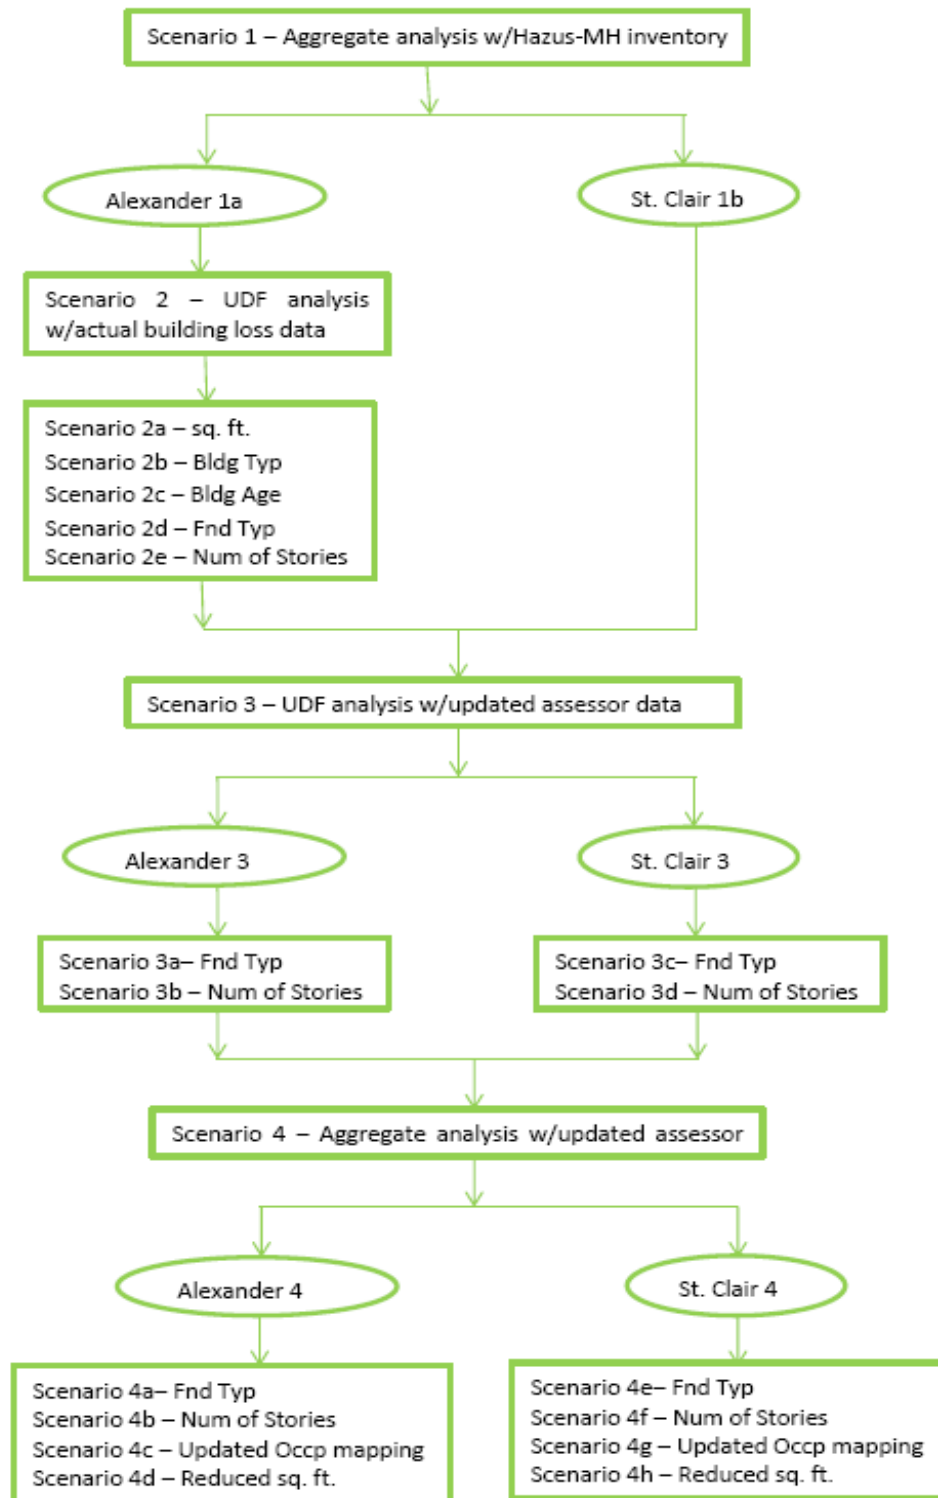 Scenario 1 – Aggregate analysis w/Hazus-MH inventory
Alexander 1a
St. Clair 1b
Scenario 2 – UDF analysis
w/actual building loss data
Scenario 2a – sq. ft.
Scenario 2b – Bldg Typ
Scenario 2c – Bldg Age
Scenario 2d – Fnd Typ
Scenario 2e – Num of Stories
Scenario 3 – UDF analysis w/updated assessor data
Alexander 3
St. Clair 3
Scenario 3a– Fnd Typ
Scenario 3b – Num of Stories
Scenario 3c– Fnd Typ
Scenario 3d – Num of Stories
Scenario 4 – Aggregate analysis w/updated assessor
Alexander 4
St. Clair 4
Scenario 4a– Fnd Typ
Scenario 4b – Num of Stories
Scenario 4c – Updated Occp mapping
Scenario 4d – Reduced sq. ft.
Scenario 4e– Fnd Typ
Scenario 4f – Num of Stories
Scenario 4g – Updated Occp mapping
Scenario 4h – Reduced sq. ft.